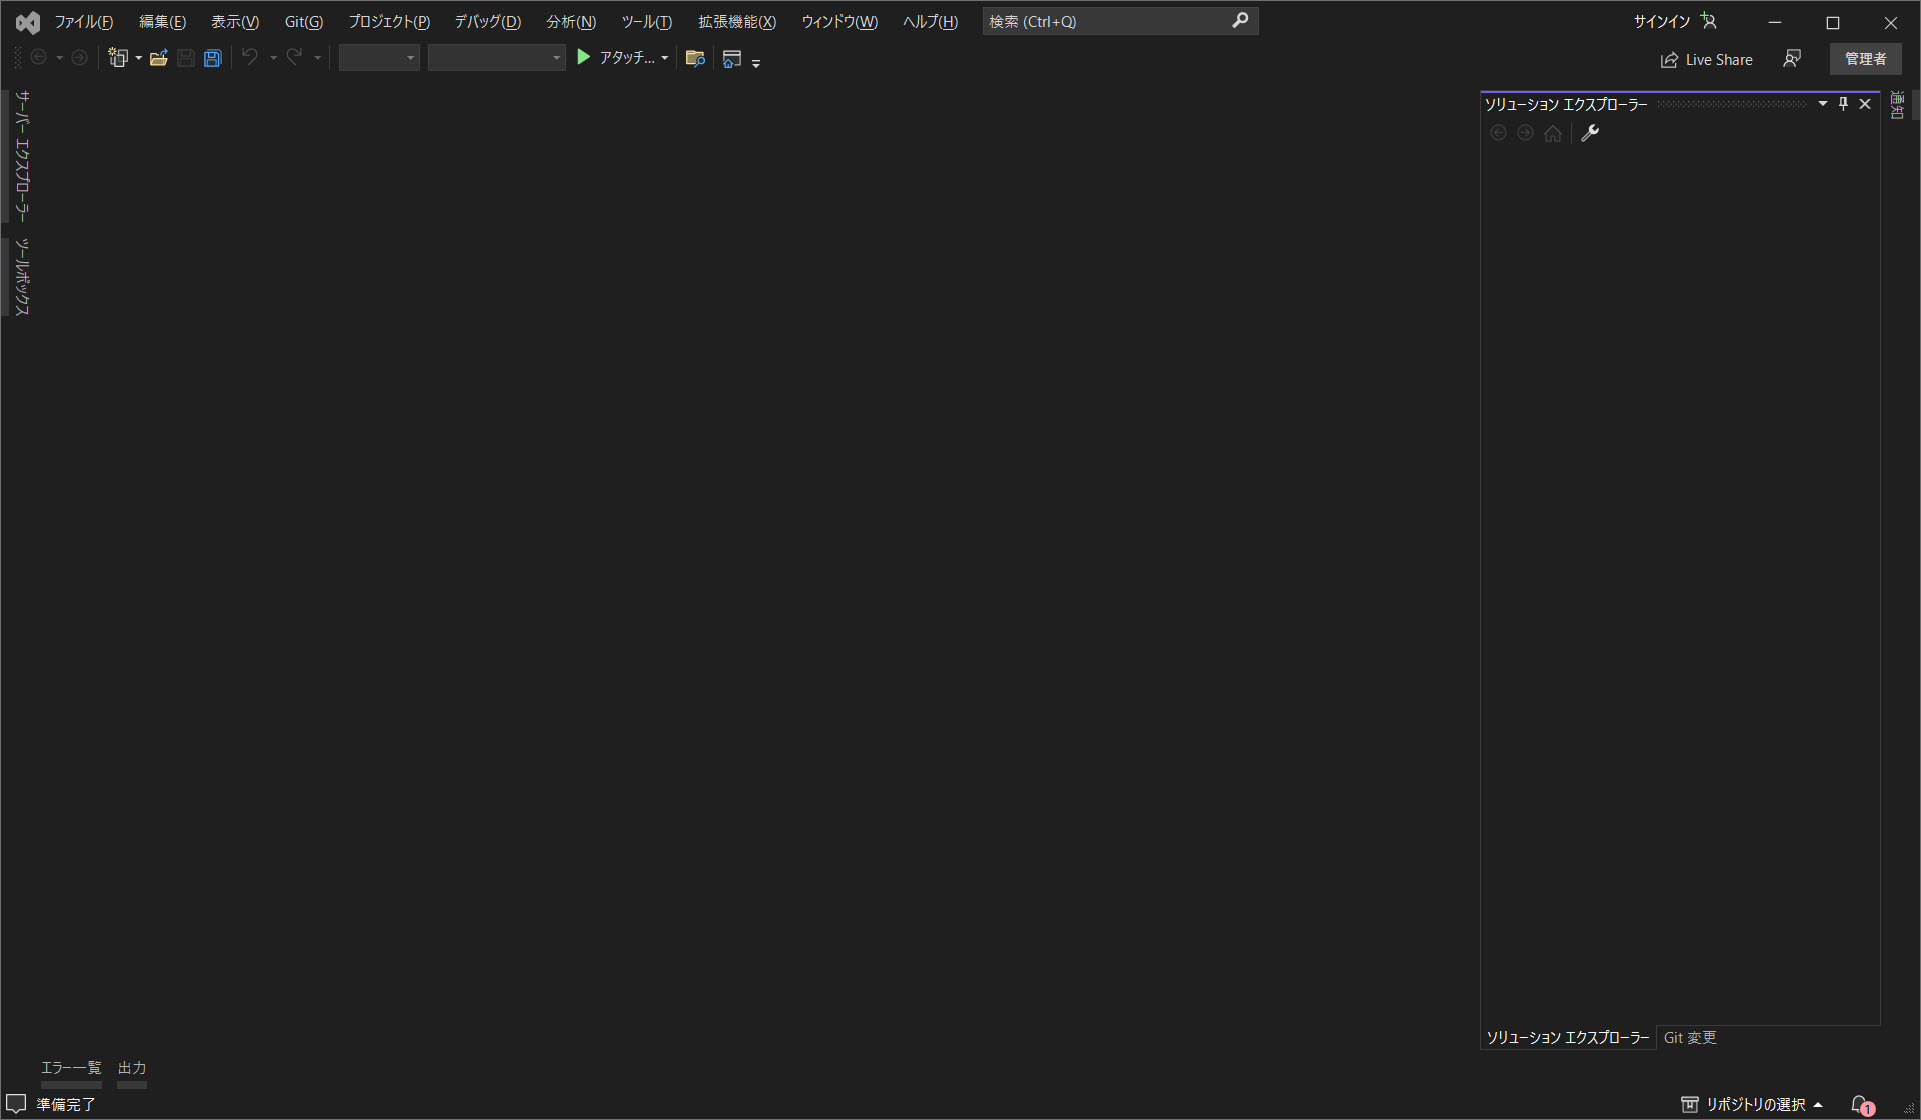 ファイル(F) 編集(E) 表示(V) Git(G) プロジェクト(P) デバッグ(D) 分析(N) ツール(T) 拡張機能(X) ウィンドウ(W) ヘルプ(H) 検索 (Ctrl+Q) サインイン
アタッチ... Live Share 管理者
サーバー エクスプローラー
ツールボックス
ソリューション エクスプローラー
通知
ソリューション エクスプローラー Git 変更
エラー一覧 出力
準備完了 リポジトリの選択 1